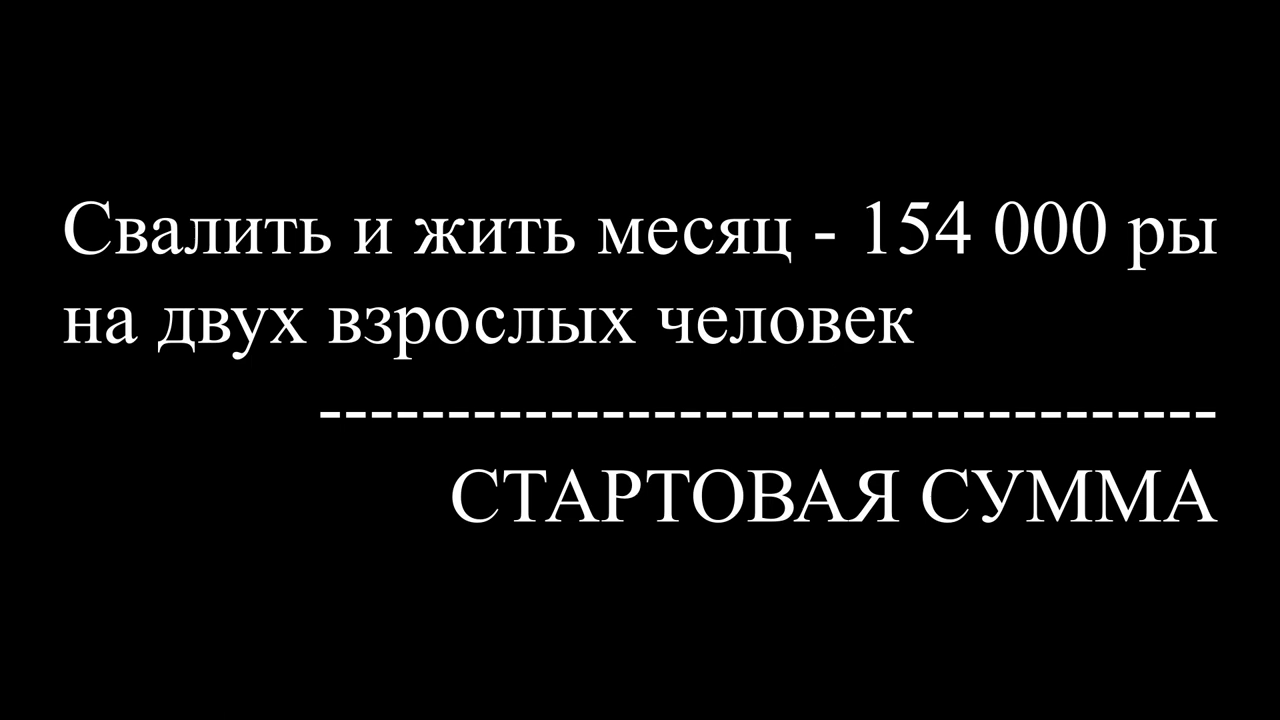 Свалить и жить месяц - 154 000 ры
на двух взрослых человек
-----------------------------------
СТАРТОВАЯ СУММА